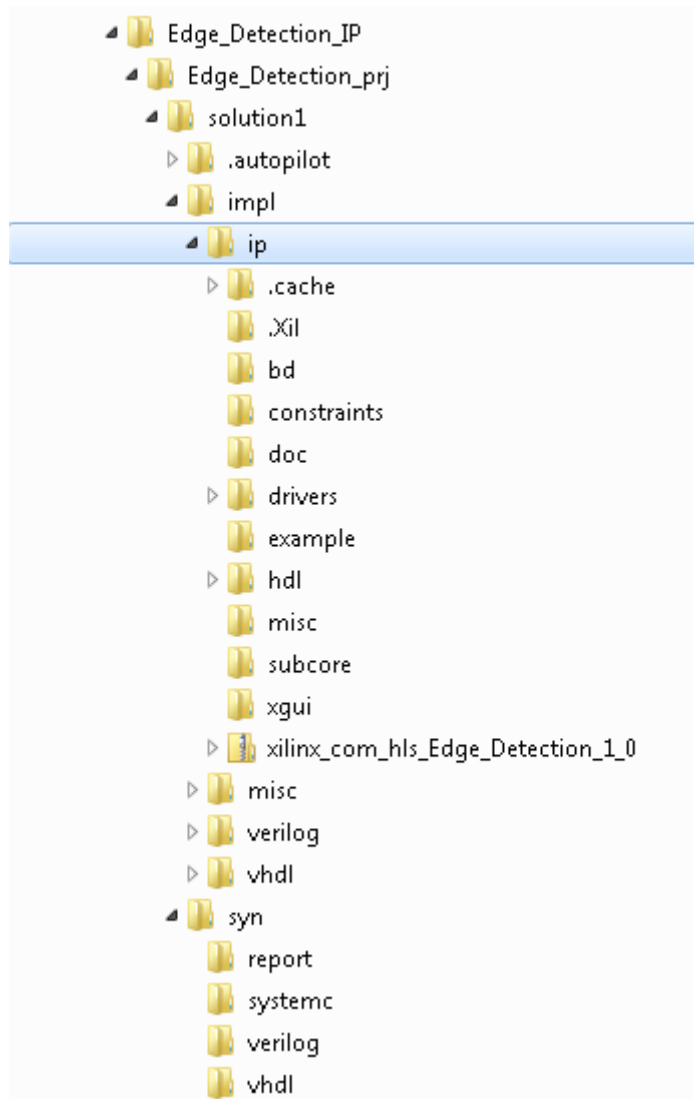 Edge_Detection_IP
Edge_Detection_prj
solution1
.autopilot
impl
ip
.cache
.Xil
bd
constraints
doc
drivers
example
hdl
misc
subcore
xgui
xilinx_com_hls_Edge_Detection_1_0
misc
verilog
vhdl
syn
report
systemc
verilog
vhdl